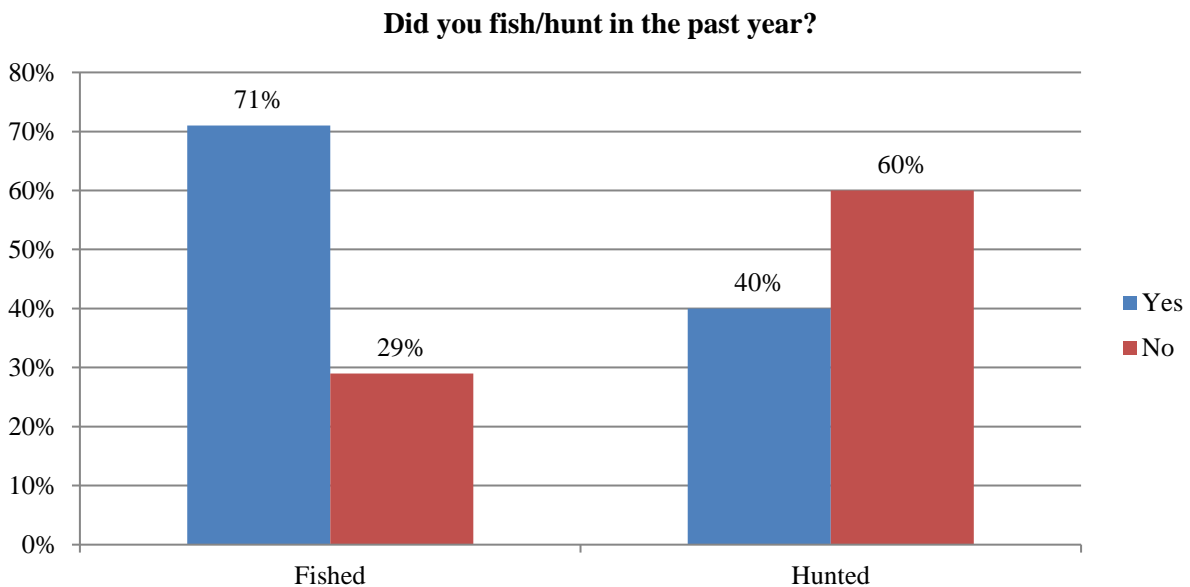 Did you fish/hunt in the past year?
80%
70%
60%
50%
40%
30%
20%
10%
0%
71%
29%
40%
60%
Fished
Hunted
Yes
No